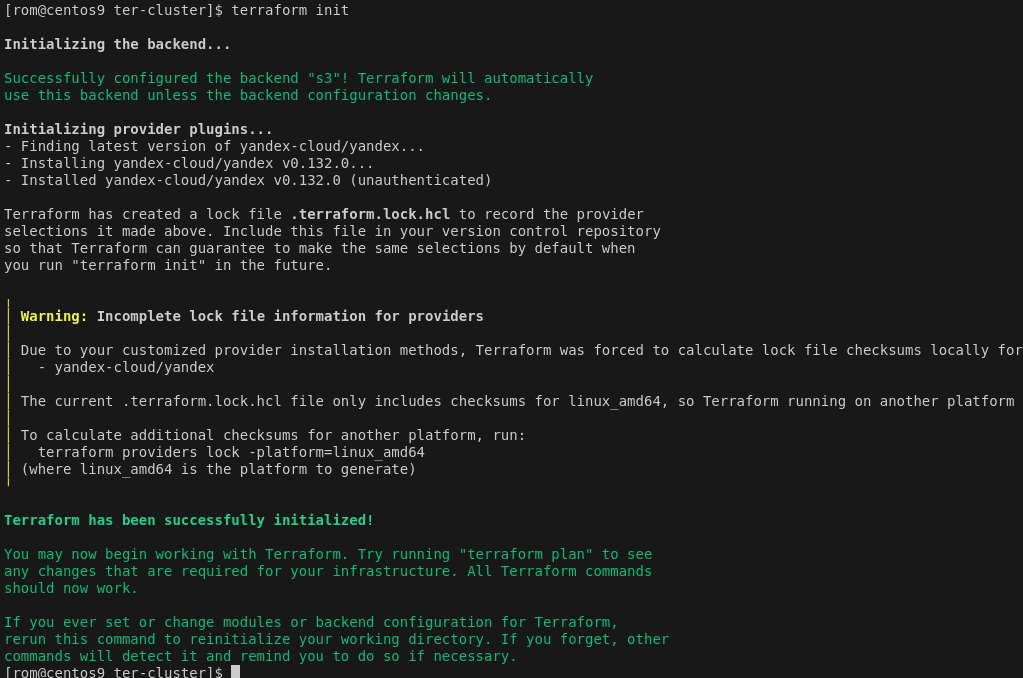 [rom@centos9 ter-cluster]$ terraform init
Initializing the backend...
Successfully configured the backend "s3"! Terraform will automatically
use this backend unless the backend configuration changes.
Initializing provider plugins...
- Finding latest version of yandex-cloud/yandex...
- Installing yandex-cloud/yandex v0.132.0...
- Installed yandex-cloud/yandex v0.132.0 (unauthenticated)
Terraform has created a lock file .terraform.lock.hcl to record the provider
selections it made above. Include this file in your version control repository
so that Terraform can guarantee to make the same selections by default when
you run "terraform init" in the future.
Warning: Incomplete lock file information for providers
Due to your customized provider installation methods, Terraform was forced to calculate lock file checksums locally for
- yandex-cloud/yandex
The current .terraform.lock.hcl file only includes checksums for linux_amd64, so Terraform running on another platform
To calculate additional checksums for another platform, run:
terraform providers lock -platform=linux_amd64
(where linux_amd64 is the platform to generate)
Terraform has been successfully initialized!
You may now begin working with Terraform. Try running "terraform plan" to see
any changes that are required for your infrastructure. All Terraform commands
should now work.
If you ever set or change modules or backend configuration for Terraform,
rerun this command to reinitialize your working directory. If you forget, other
commands will detect it and remind you to do so if necessary.
[rom@centos9 ter-cluster]$